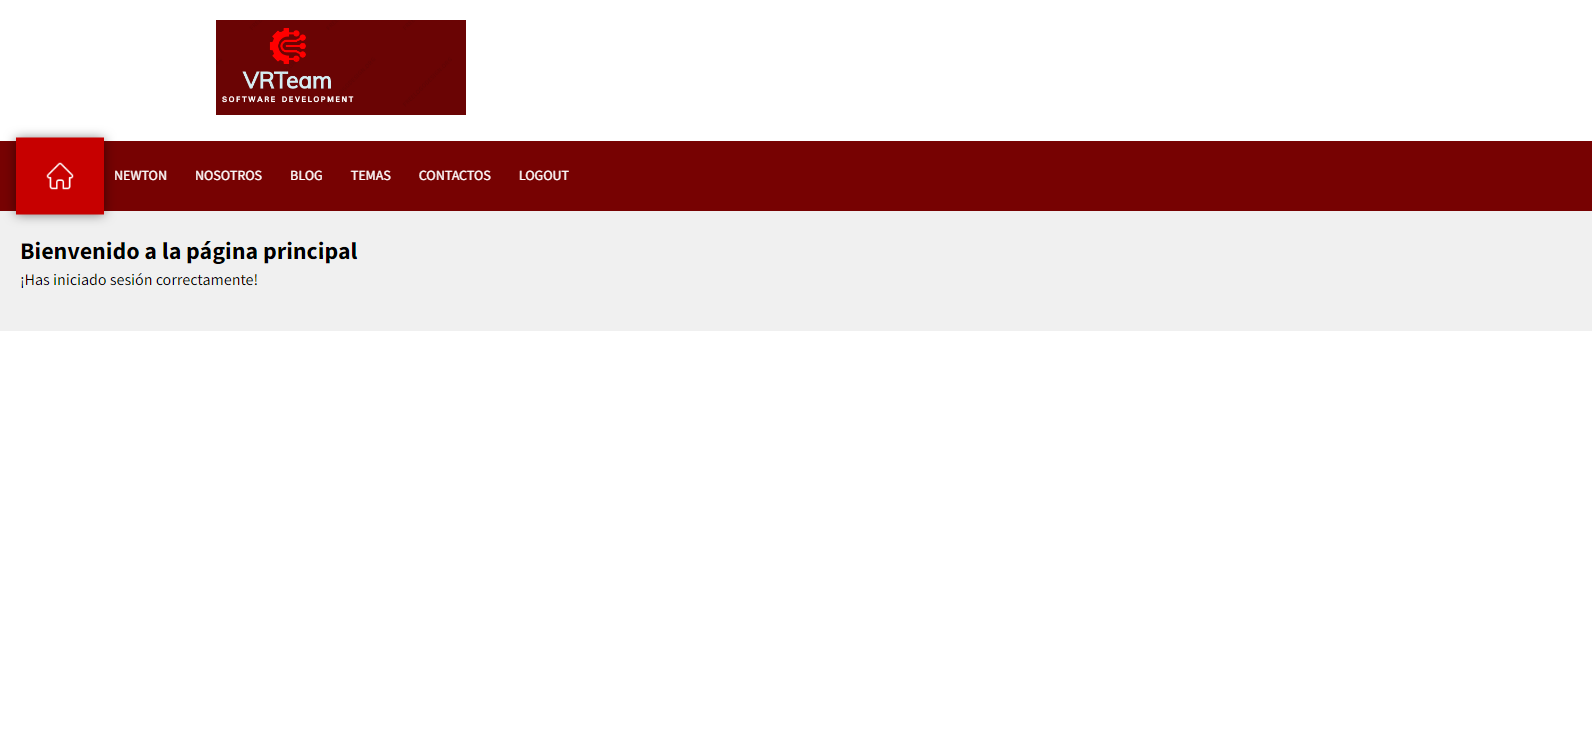 VRTeam
SOFTWARE DEVELOPMENT
NEWTON NOSOTROS BLOG TEMAS CONTACTOS LOGOUT
Bienvenido a la página principal
¡Has iniciado sesión correctamente!